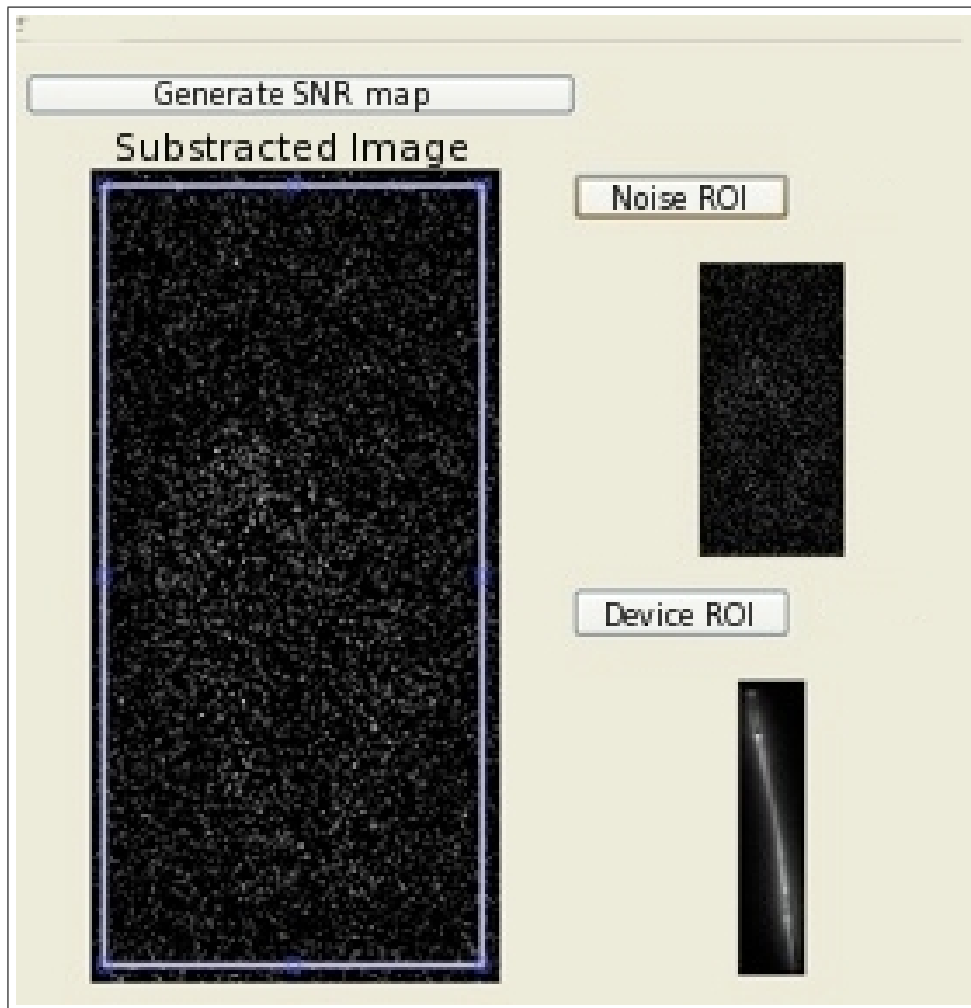 Generate SNR map
Substracted Image
Noise ROI
Device ROI